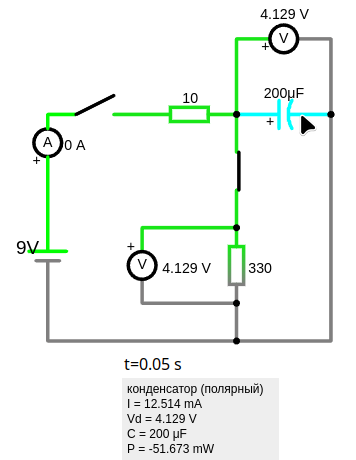 4.129 V
V
+
10
200μF
+
A
0 A
+
9V
+
V
4.129 V
330
t=0.05 s
конденсатор (полярный)
I = 12.514 mA
Vd = 4.129 V
C = 200 μF
P = -51.673 mW